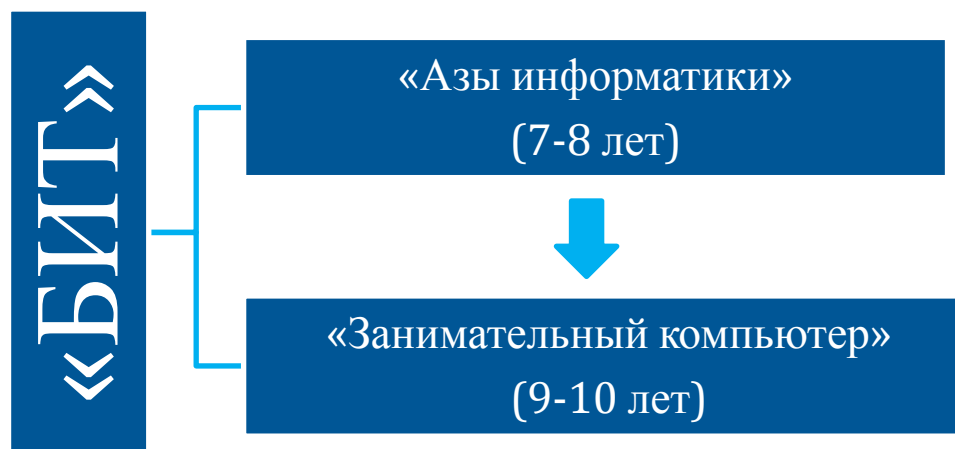 «БИТ»
«Азы информатики»
(7-8 лет)
«Занимательный компьютер»
(9-10 лет)